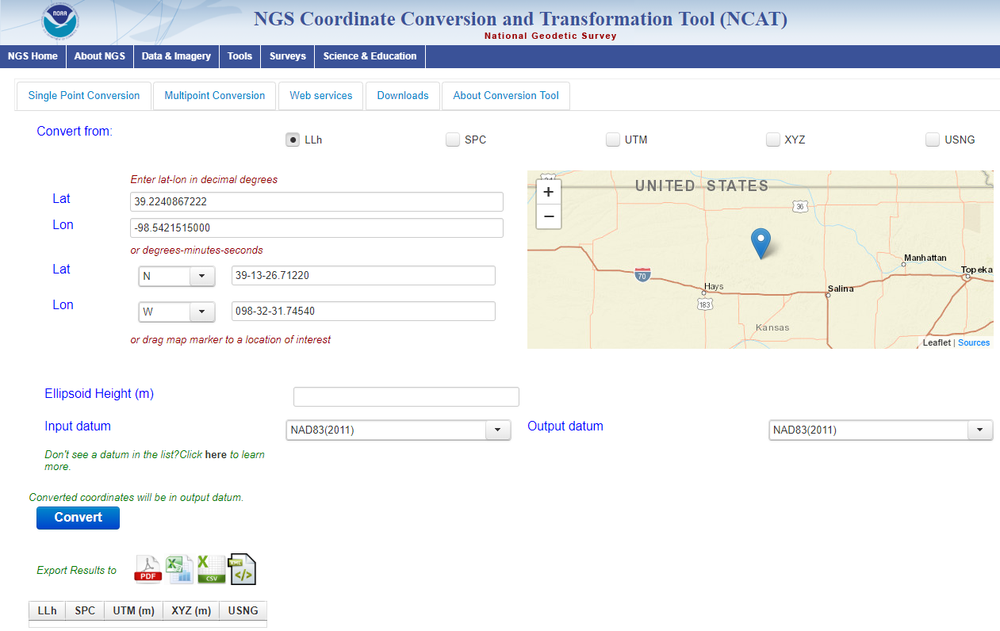 NOAA
NGS Coordinate Conversion and Transformation Tool (NCAT)
National Geodetic Survey
NGS Home About NGS Data & Imagery Tools Surveys Science & Education
Single Point Conversion Multipoint Conversion Web services Downloads About Conversion Tool
Convert from:
LLh SPC UTM XYZ USNG
Enter lat-lon in decimal degrees
Lat 39.2240867222
Lon -98.5421515000
or degrees-minutes-seconds
Lat N 39-13-26.71220
Lon W 098-32-31.74540
or drag map marker to a location of interest
+
−
UNITED STATES
36
Manhattan
Topeka
70
Hays
Salina
183
Kansas
Leaflet | Sources
Ellipsoid Height (m)
Input datum NAD83(2011) Output datum NAD83(2011)
Don't see a datum in the list?Click here to learn
more.
Converted coordinates will be in output datum.
Convert
Export Results to PDF X CSV XML </>
LLh SPC UTM (m) XYZ (m) USNG